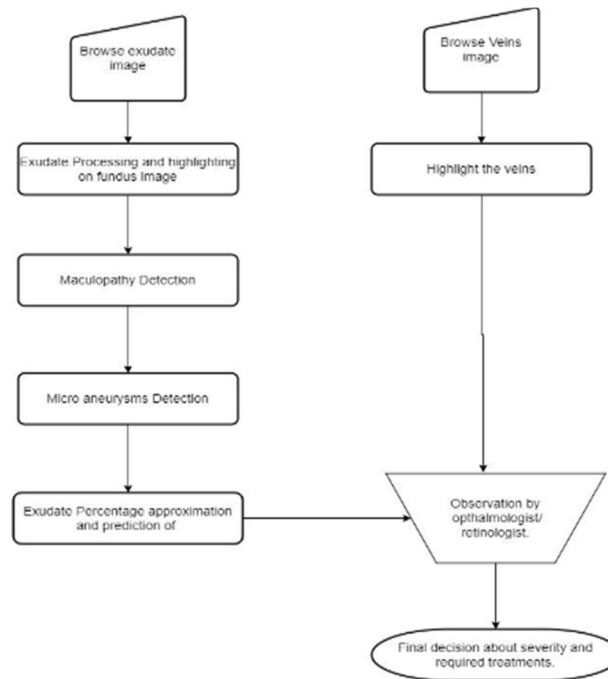 Browse exudate
image
Exudate Processing and highlighting
on fundus image
Maculopathy Detection
Micro aneurysms Detection
Exudate Percentage approximation
and prediction of
Browse Veins
image
Highlight the veins
Observation by
opthalmologist/
retinologist.
Final decision about severity and
required treatments.